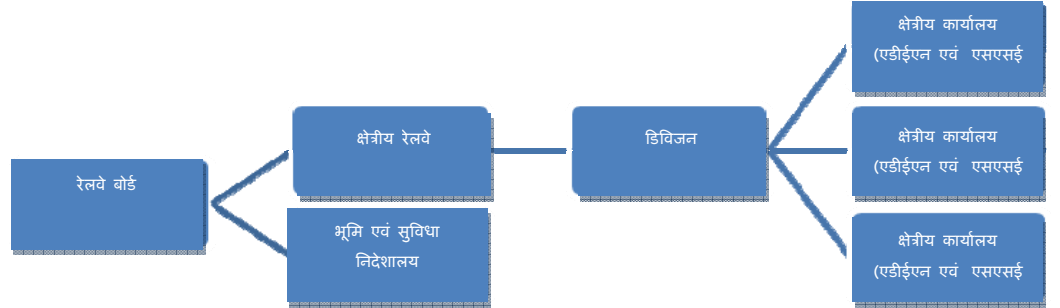 रेलवे बोर्ड
क्षेत्रीय रेलवे
भूमि एवं सुविधा
निदेशालय
डिविजन
क्षेत्रीय कार्यालय
(एडीईएन एवं एसएसई
क्षेत्रीय कार्यालय
(एडीईएन एवं एसएसई
क्षेत्रीय कार्यालय
(एडीईएन एवं एसएसई